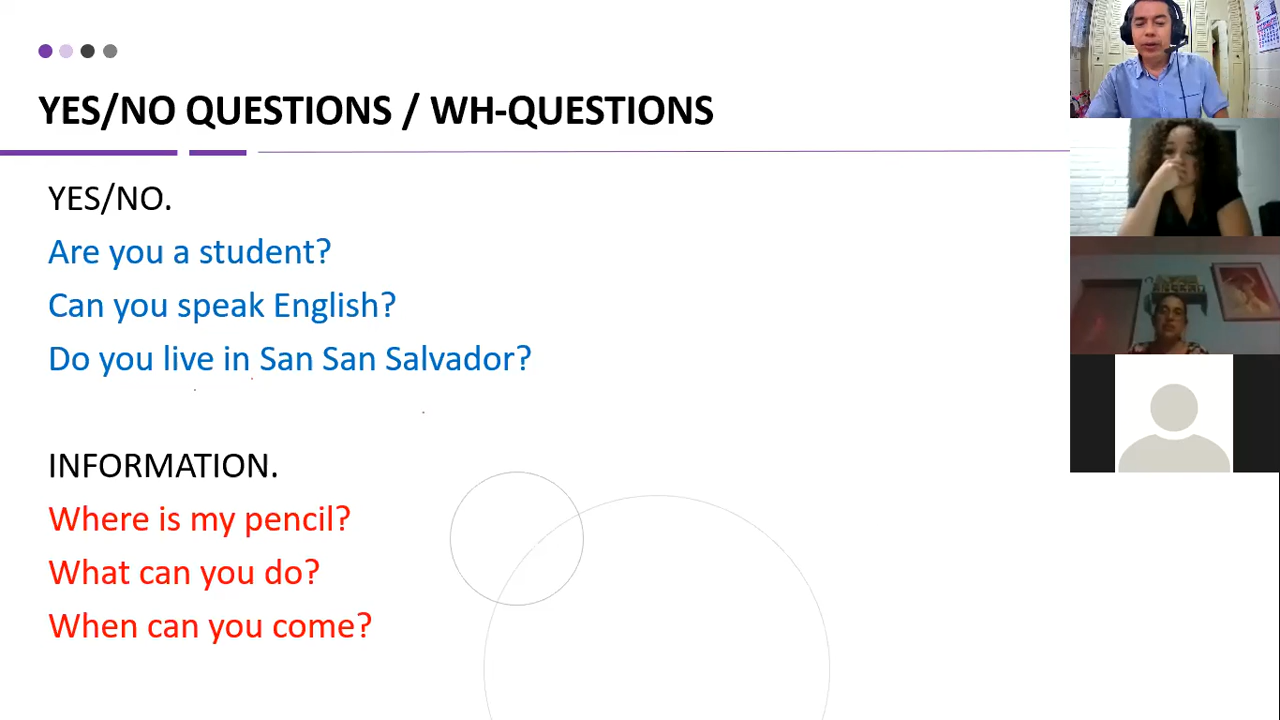 YES/NO QUESTIONS / WH-QUESTIONS
YES/NO.
Are you a student?
Can you speak English?
Do you live in San San Salvador?
INFORMATION.
Where is my pencil?
What can you do?
When can you come?